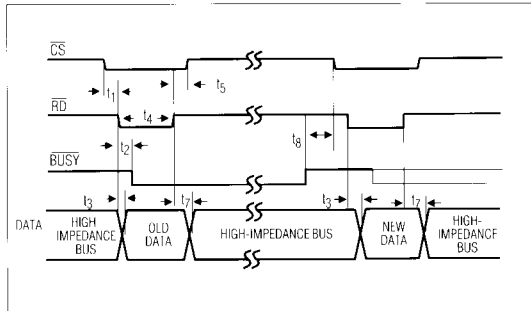 CS
t1
t5
RD
t4
t8
t2
BUSY
t3
t7
t3
t7
DATA
HIGH IMPEDANCE BUS
OLD DATA
HIGH-IMPEDANCE BUS
NEW DATA
HIGH-IMPEDANCE BUS